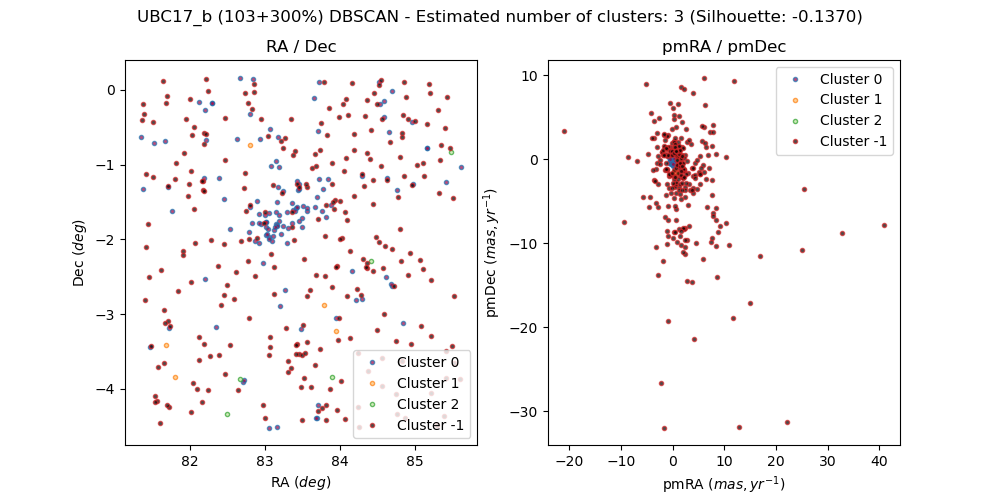 UBC17_b (103+300%) DBSCAN - Estimated number of clusters: 3 (Silhouette: -0.1370)
RA / Dec
pmRA / pmDec
Dec (deg)
0
−1
−2
−3
−4
82
83
84
85
RA (deg)
Cluster 0
Cluster 1
Cluster 2
Cluster -1
pmDec (mas, yr⁻¹)
10
0
−10
−20
−30
−20
−10
0
10
20
30
40
pmRA (mas, yr⁻¹)
Cluster 0
Cluster 1
Cluster 2
Cluster -1